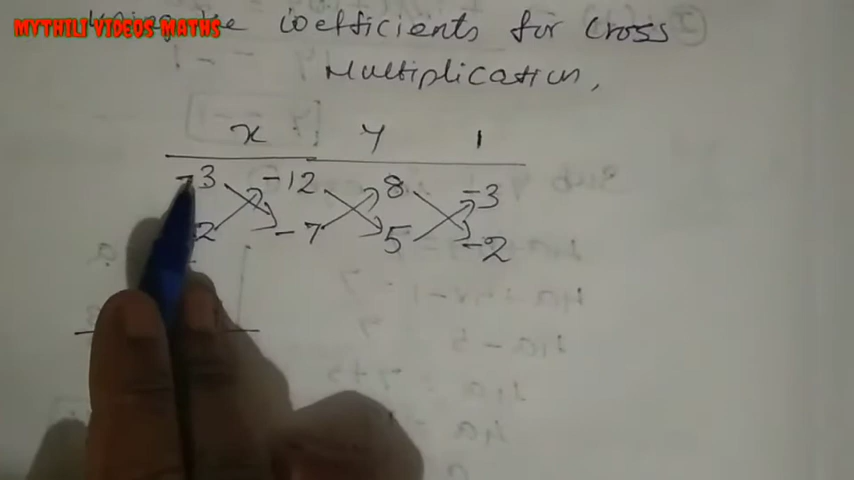 MYTHILI VIDEOS MATHS
coefficients for cross
Multiplication,
x y 1
-3 -12 8 -3
2 -7 5 -2